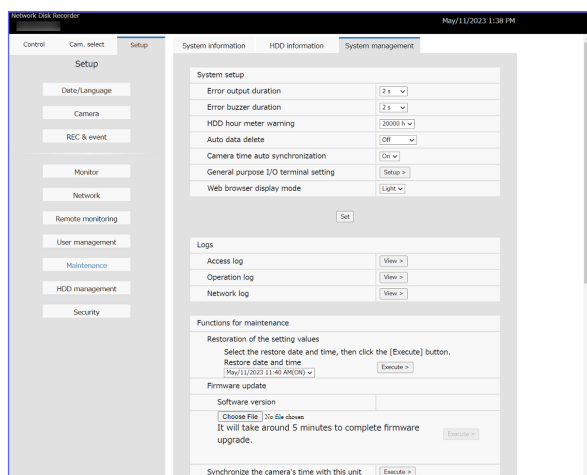 Network Disk Recorder
May/11/2023 1:38 PM
Control Cam. select Setup
System information HDD information System management
Setup
Date/Language
Camera
REC & event
Monitor
Network
Remote monitoring
User management
Maintenance
HDD management
Security
System setup
Error output duration 2 s
Error buzzer duration 2 s
HDD hour meter warning 20000 h
Auto data delete Off
Camera time auto synchronization On
General purpose I/O terminal setting Setup >
Web browser display mode Light
Set
Logs
Access log View >
Operation log View >
Network log View >
Functions for maintenance
Restoration of the setting values
Select the restore date and time, then click the [Execute] button.
Restore date and time
May/11/2023 11:40 AM(ON) Execute >
Firmware update
Software version
Choose File No file chosen
It will take around 5 minutes to complete firmware
upgrade.
Execute >
Synchronize the camera's time with this unit Execute >